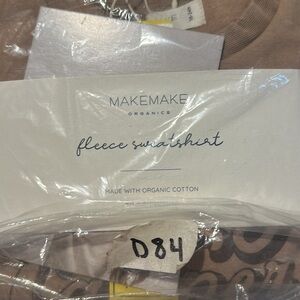 MAKEMAKE
ORGANICS
fleece sweatshirt
MADE WITH ORGANIC COTTON
D84